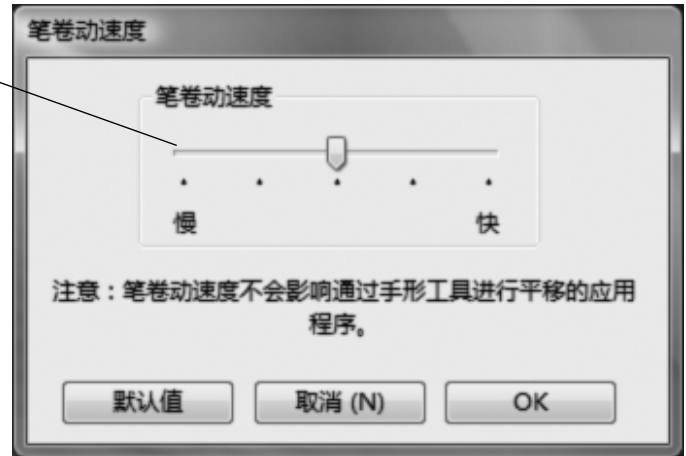 笔卷动速度
笔卷动速度
慢 快
注意：笔卷动速度不会影响通过手形工具进行平移的应用
程序。
默认值 取消 (N) OK